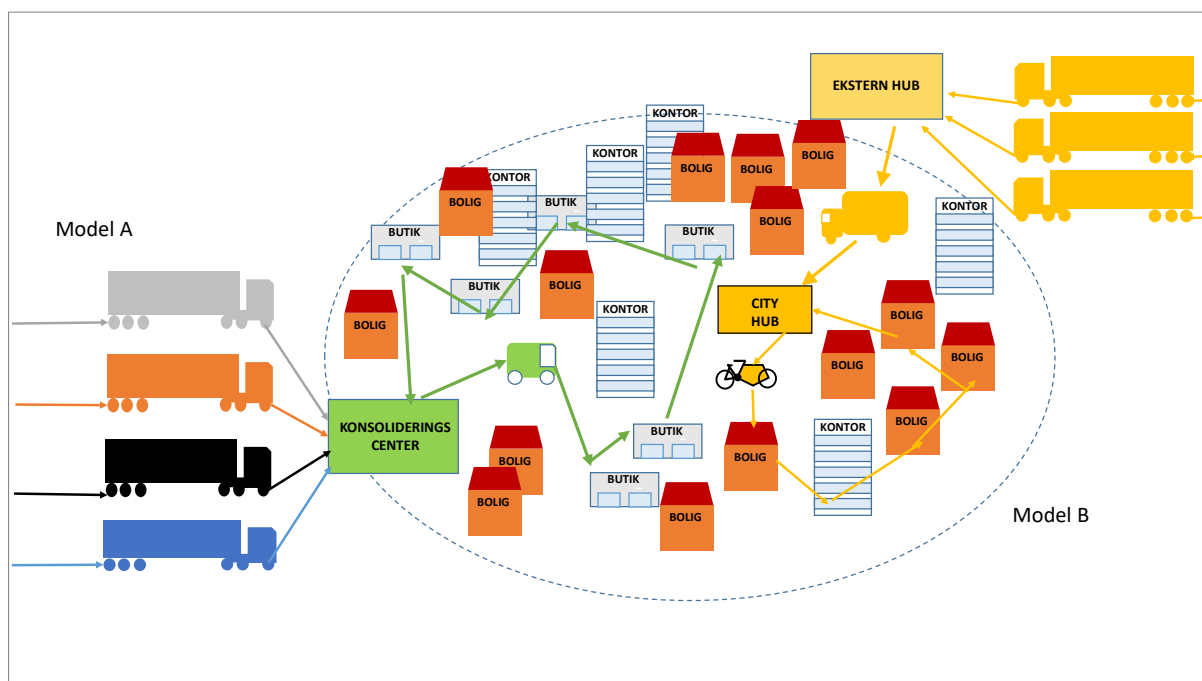 EKSTERN HUB
KONTOR
BOLIG
KONTOR
BOLIG
BOLIG
KONTOR
BOLIG
BUTIK
KONTOR
Model A
BUTIK
BUTIK
BOLIG
BUTIK
BOLIG
CITY
HUB
KONTOR
BOLIG
BOLIG
BOLIG
BOLIG
KONSOLIDERINGS
CENTER
BOLIG
KONTOR
BUTIK
BOLIG
BOLIG
BUTIK
BOLIG
BOLIG
Model B